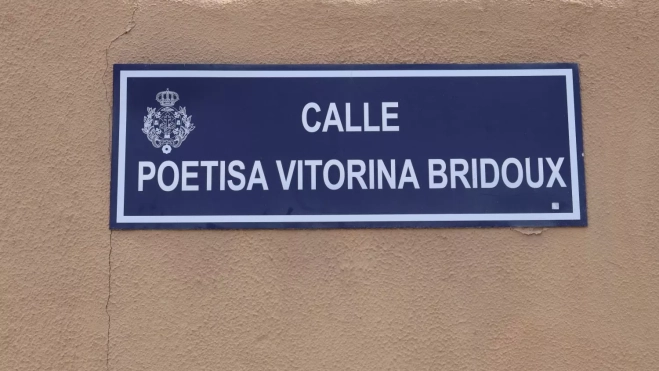 CALLE
POETISA VITORINA BRIDOUX